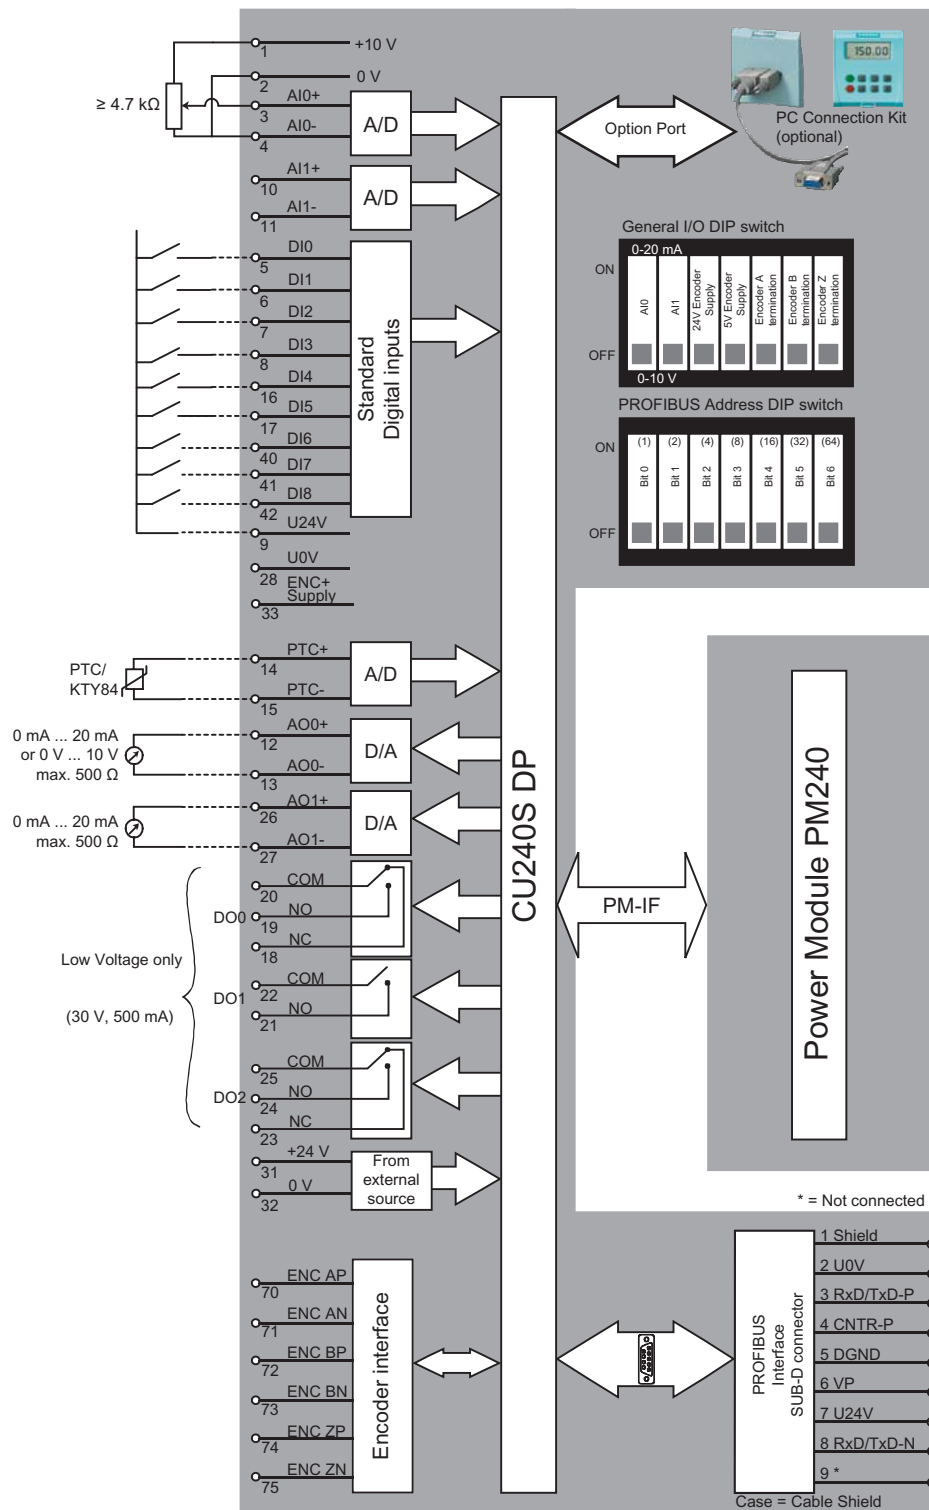 1 +10 V
2 0 V
≥ 4.7 kΩ
3 AI0+
4 AI0-
A/D
10 AI1+
11 AI1-
A/D
5 DI0
6 DI1
7 DI2
8 DI3
16 DI4
17 DI5
40 DI6
41 DI7
42 DI8
9 U24V
Standard
Digital inputs
28 U0V
33 ENC+
Supply
PTC/
KTY84
14 PTC+
15 PTC-
A/D
0 mA ... 20 mA
or 0 V ... 10 V
max. 500 Ω
12 AO0+
13 AO0-
D/A
0 mA ... 20 mA
max. 500 Ω
26 AO1+
27 AO1-
D/A
Low Voltage only
(30 V, 500 mA)
DO0
20 COM
19 NO
18 NC
DO1
22 COM
21 NO
DO2
25 COM
24 NO
23 NC
31 +24 V
32 0 V
From
external
source
70 ENC AP
71 ENC AN
72 ENC BP
73 ENC BN
74 ENC ZP
75 ENC ZN
Encoder interface
CU240S DP
Option Port
150.00
PC Connection Kit
(optional)
General I/O DIP switch
ON
OFF
0-20 mA
AI0
AI1
24V Encoder
Supply
5V Encoder
Supply
Encoder A
termination
Encoder B
termination
Encoder Z
termination
0-10 V
PROFIBUS Address DIP switch
ON
OFF
(1) (2) (4) (8) (16) (32) (64)
Bit 0 Bit 1 Bit 2 Bit 3 Bit 4 Bit 5 Bit 6
PM-IF
Power Module PM240
* = Not connected
PROFIBUS
Interface
SUB-D connector
1 Shield
2 U0V
3 RxD/TxD-P
4 CNTR-P
5 DGND
6 VP
7 U24V
8 RxD/TxD-N
9 *
Case = Cable Shield